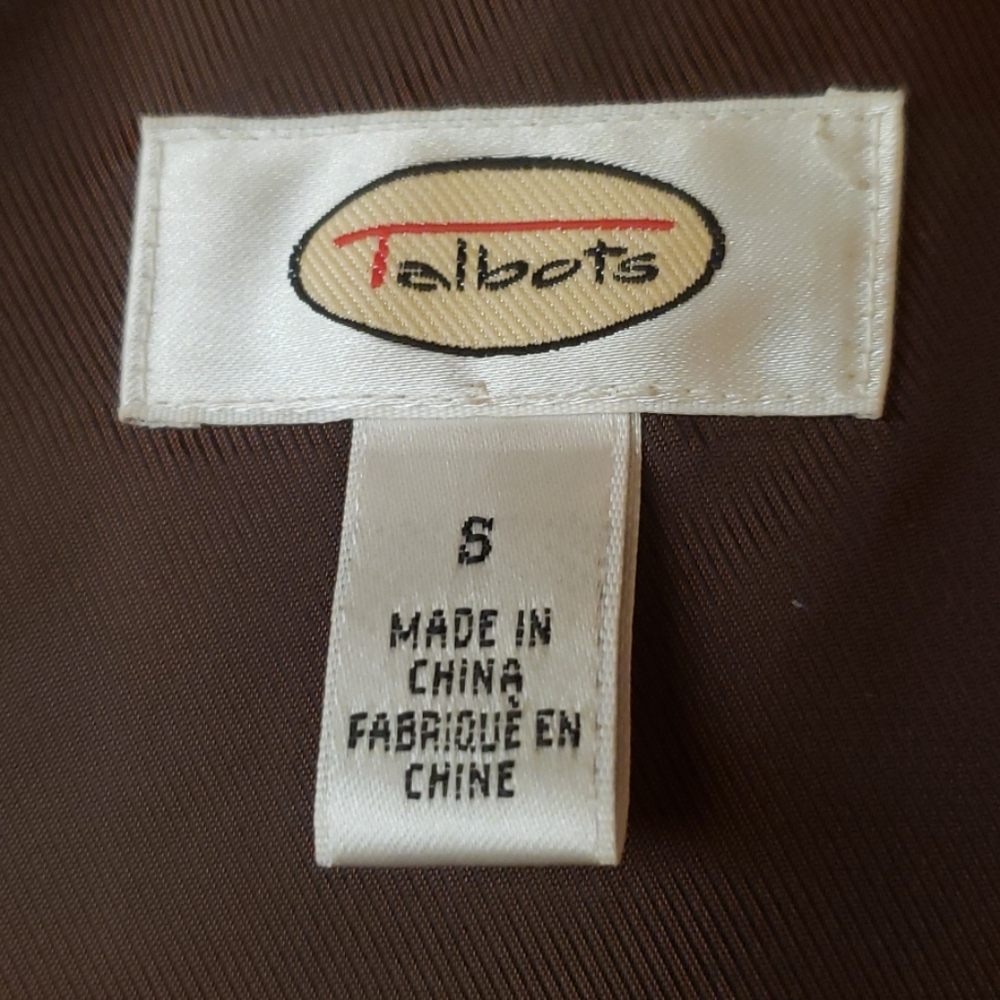 Talbots
S
MADE IN
CHINA
FABRIQUÉ EN
CHINE